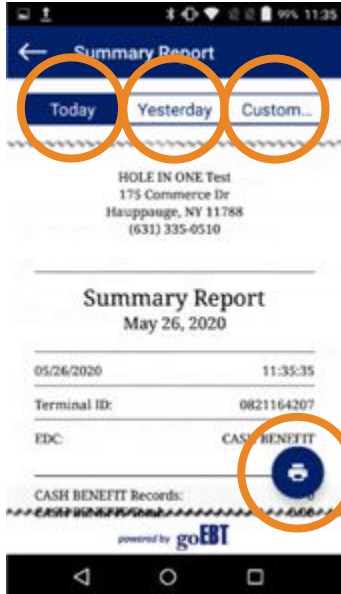 99% 11:35
Summary Report
Today Yesterday Custom...
HOLE IN ONE Test
175 Commerce Dr
Hauppauge, NY 11788
(631) 335-0510
Summary Report
May 26, 2020
05/26/2020 11:35:35
Terminal ID: 0821164207
EDC: CASH BENEFIT
CASH BENEFIT Records: 0
powered by goEBT